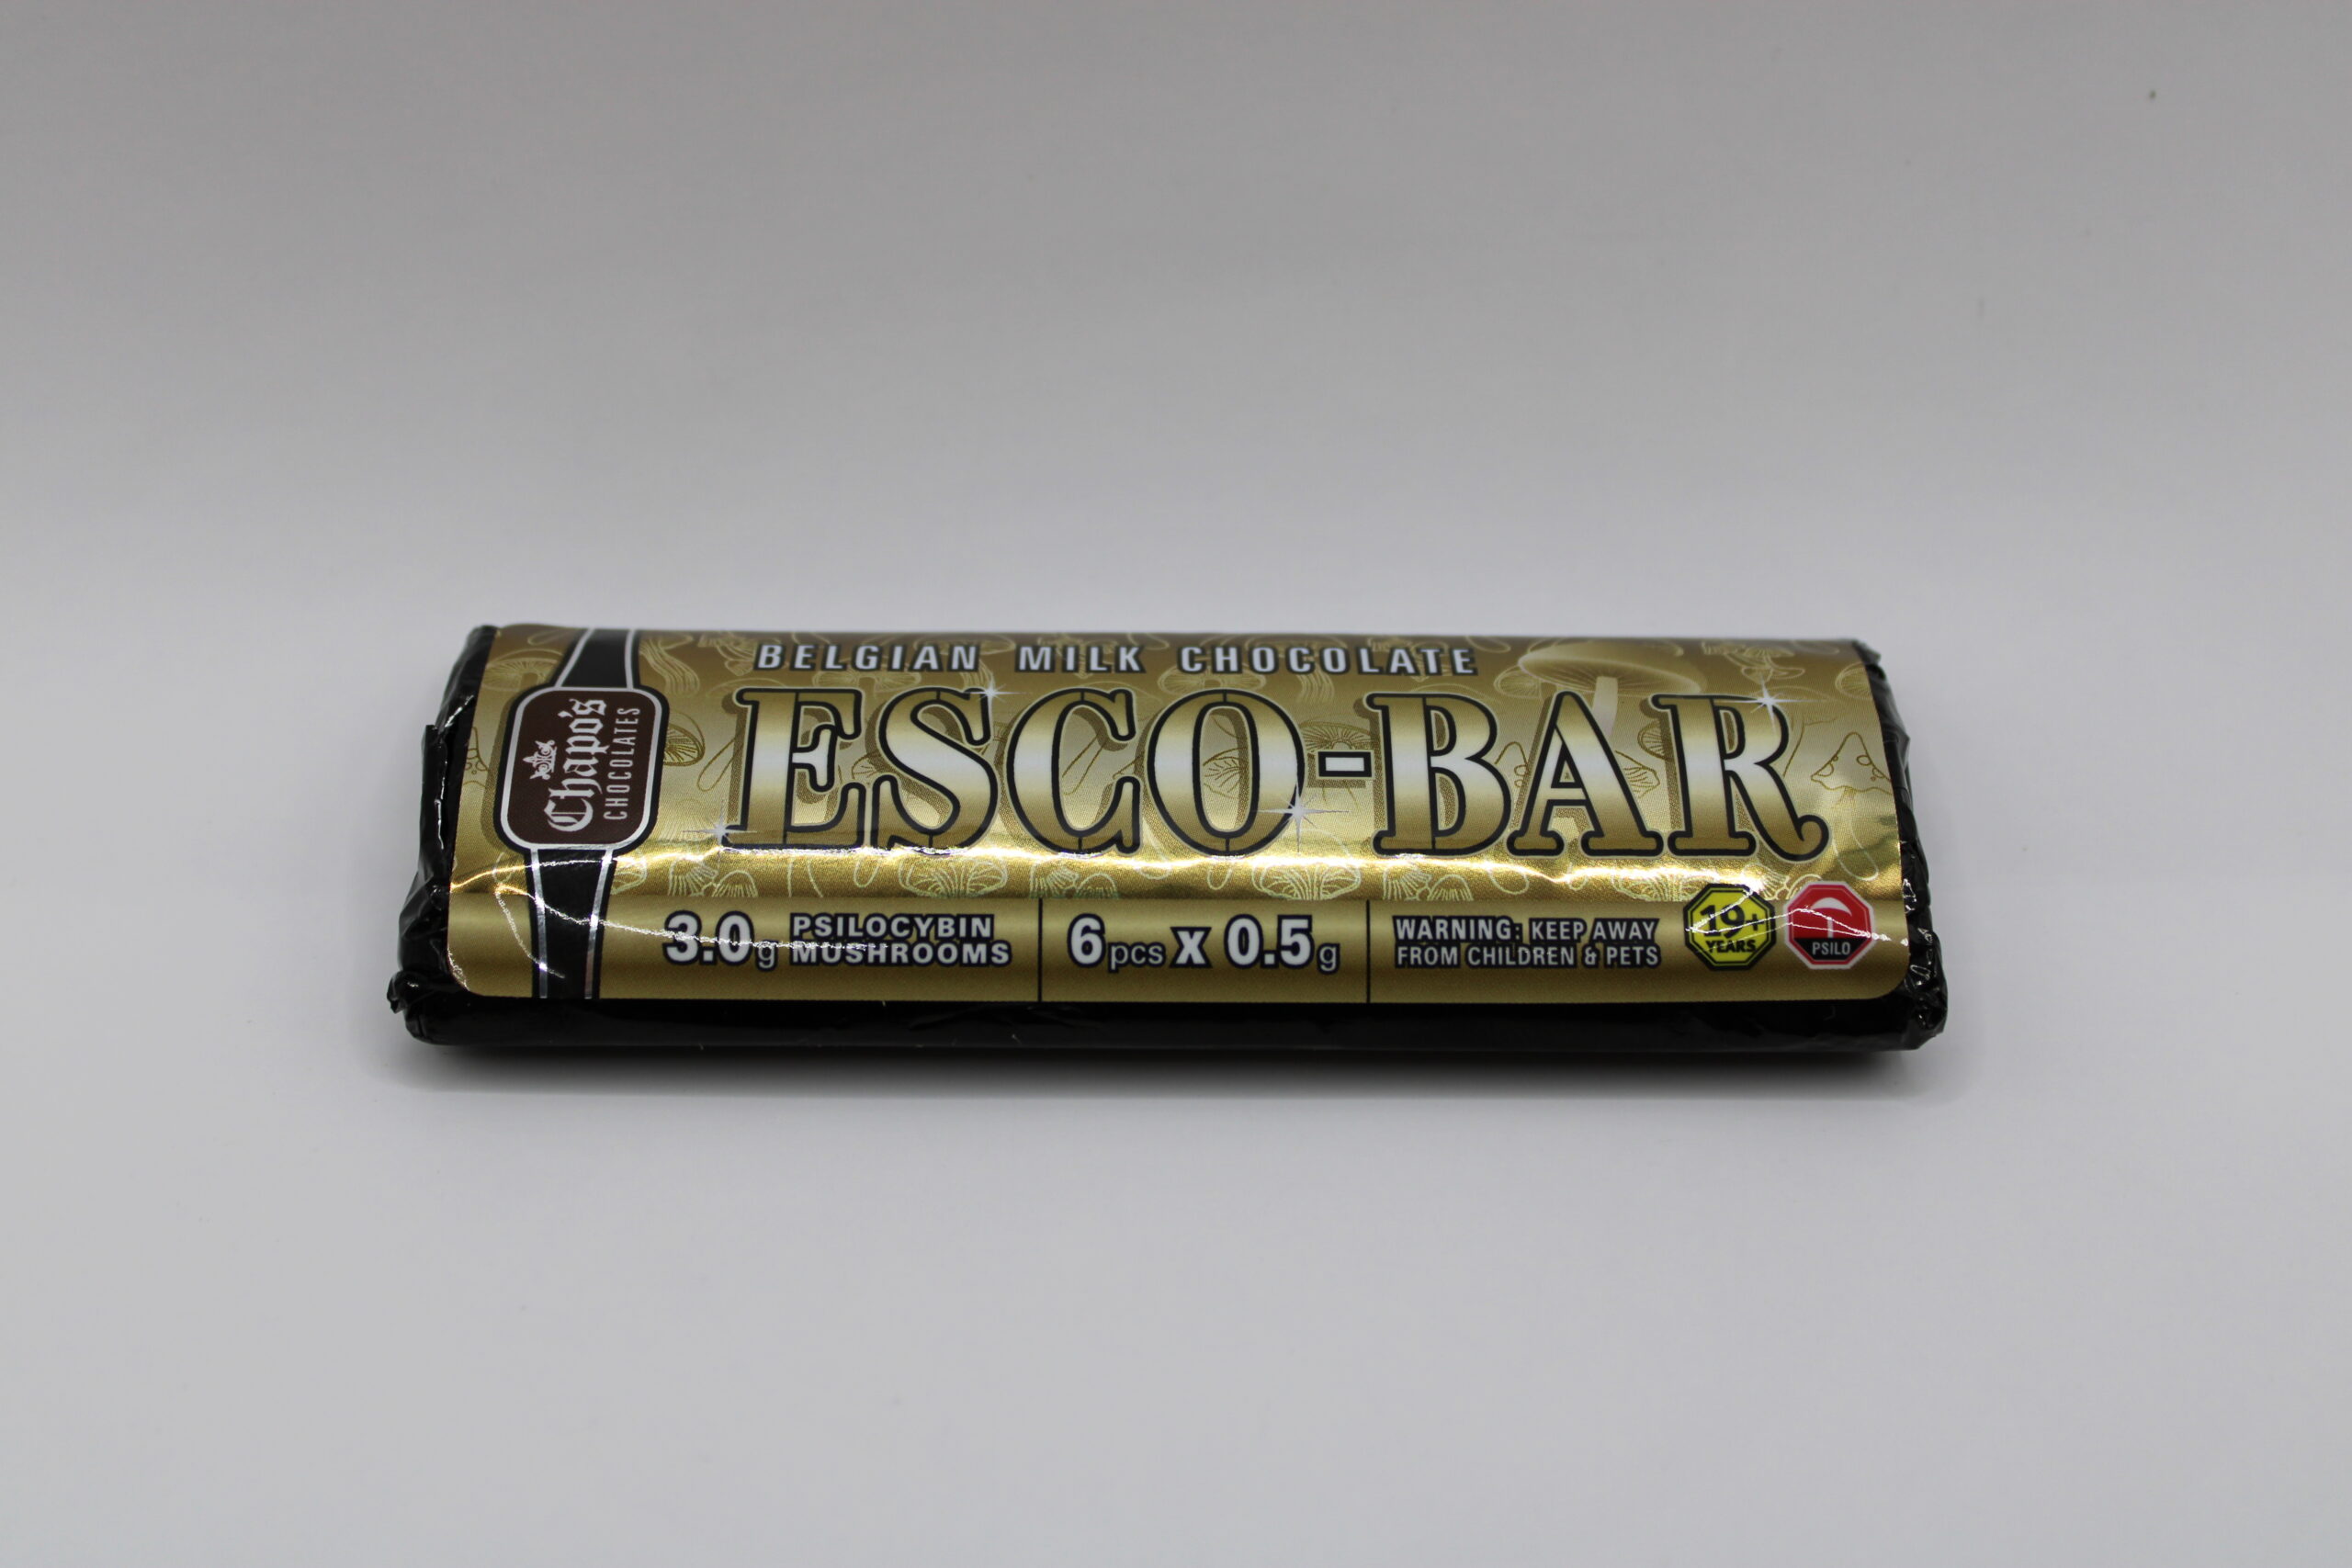 Chapo's
CHOCOLATES
BELGIAN MILK CHOCOLATE
ESCO-BAR
3.0g PSILOCYBIN
MUSHROOMS
6pcs x 0.5g
WARNING: KEEP AWAY
FROM CHILDREN & PETS
19+
YEARS
PSILO